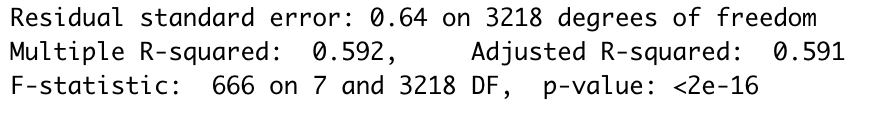 Residual standard error: 0.64 on 3218 degrees of freedom
Multiple R-squared:  0.592,     Adjusted R-squared:  0.591
F-statistic:  666 on 7 and 3218 DF,  p-value: <2e-16